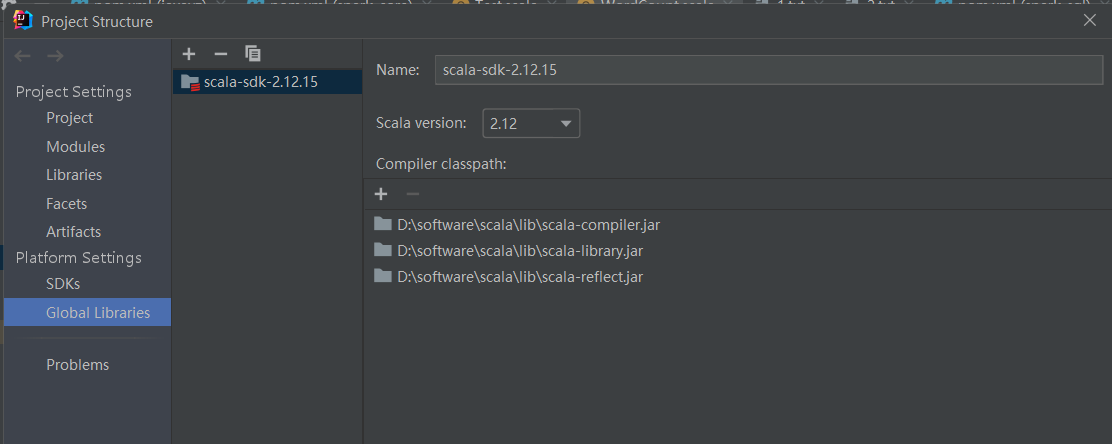 Project Structure
Project Settings
Project
Modules
Libraries
Facets
Artifacts
Platform Settings
SDKs
Global Libraries
Problems
scala-sdk-2.12.15
Name: scala-sdk-2.12.15
Scala version: 2.12
Compiler classpath:
D:\software\scala\lib\scala-compiler.jar
D:\software\scala\lib\scala-library.jar
D:\software\scala\lib\scala-reflect.jar